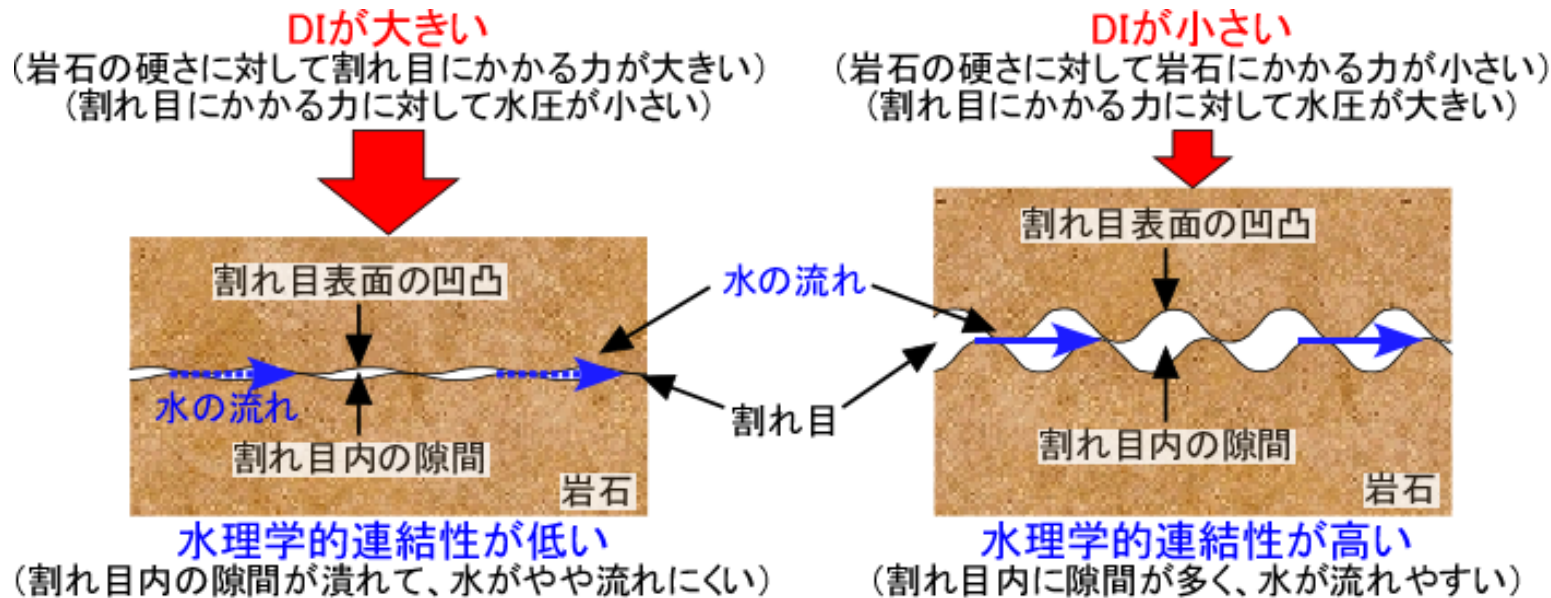 DIが大きい
(岩石の硬さに対して割れ目にかかる力が大きい)
(割れ目にかかる力に対して水圧が小さい)
割れ目表面の凹凸
水の流れ
割れ目内の隙間
岩石
水理学的連結性が低い
(割れ目内の隙間が潰れて、水がやや流れにくい)
水の流れ
割れ目
DIが小さい
(岩石の硬さに対して岩石にかかる力が小さい)
(割れ目にかかる力に対して水圧が大きい)
割れ目表面の凹凸
割れ目内の隙間
岩石
水理学的連結性が高い
(割れ目内に隙間が多く、水が流れやすい)